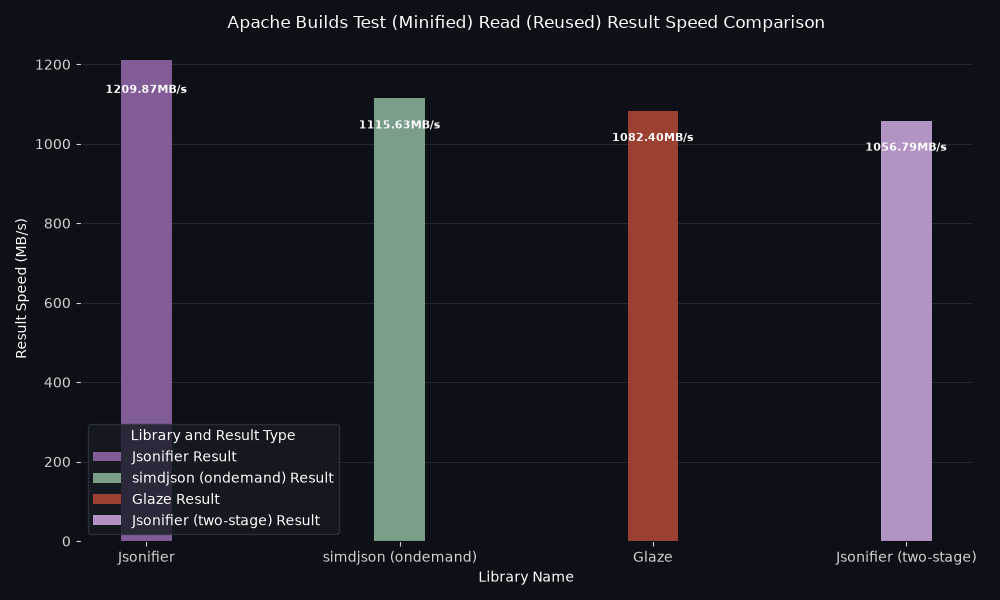 Apache Builds Test (Minified) Read (Reused) Result Speed Comparison
Result Speed (MB/s)
1200
1000
800
600
400
200
0
1209.87MB/s
1115.63MB/s
1082.40MB/s
1056.79MB/s
Library and Result Type
Jsonifier Result
simdjson (ondemand) Result
Glaze Result
Jsonifier (two-stage) Result
Jsonifier
simdjson (ondemand)
Glaze
Jsonifier (two-stage)
Library Name